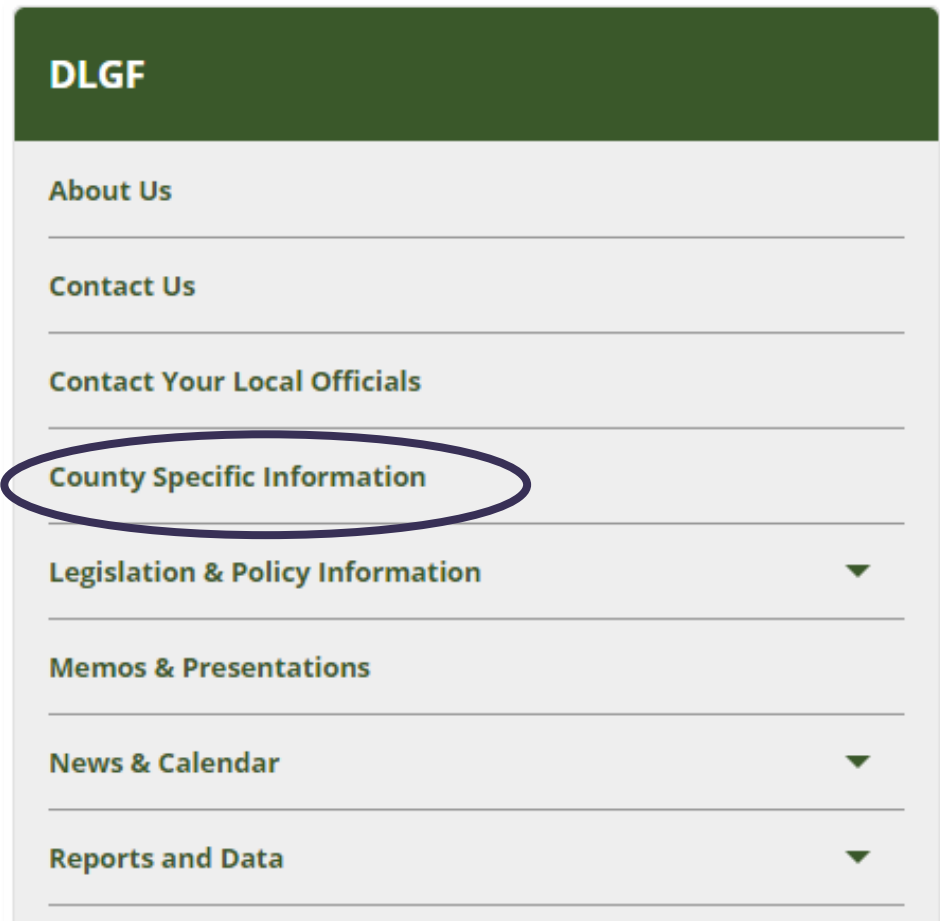 DLGF
About Us
Contact Us
Contact Your Local Officials
County Specific Information
Legislation & Policy Information
Memos & Presentations
News & Calendar
Reports and Data